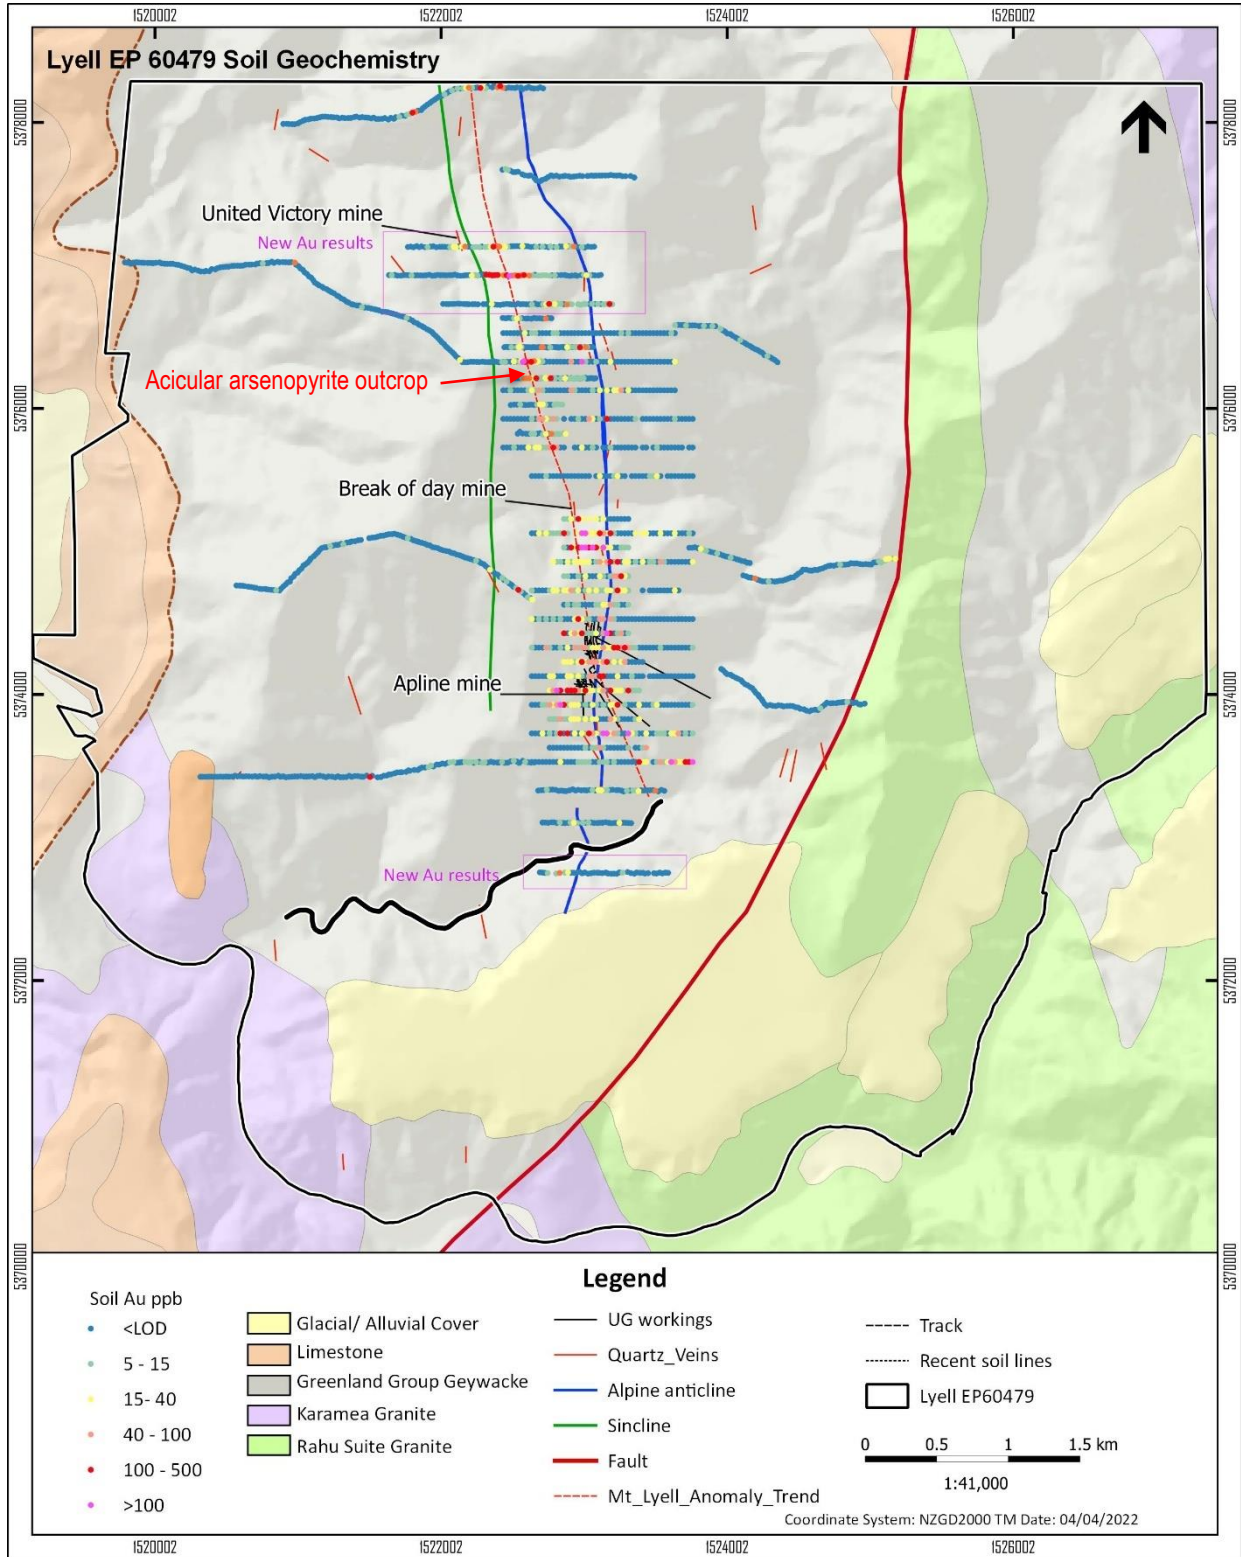 1520002 1522002 1524002 1526002
Lyell EP 60479 Soil Geochemistry
5378000 5378000
United Victory mine
New Au results
Acicular arsenopyrite outcrop
5376000 5376000
Break of day mine
Apline mine
5374000 5374000
New Au results
5372000 5372000
5370000 5370000
Legend
Soil Au ppb
<LOD
5 - 15
15- 40
40 - 100
100 - 500
>100
Glacial/ Alluvial Cover
Limestone
Greenland Group Geywacke
Karamea Granite
Rahu Suite Granite
UG workings
Quartz_Veins
Alpine anticline
Sincline
Fault
Mt_Lyell_Anomaly_Trend
Track
Recent soil lines
Lyell EP60479
0 0.5 1 1.5 km
1:41,000
Coordinate System: NZGD2000 TM Date: 04/04/2022
1520002 1522002 1524002 1526002